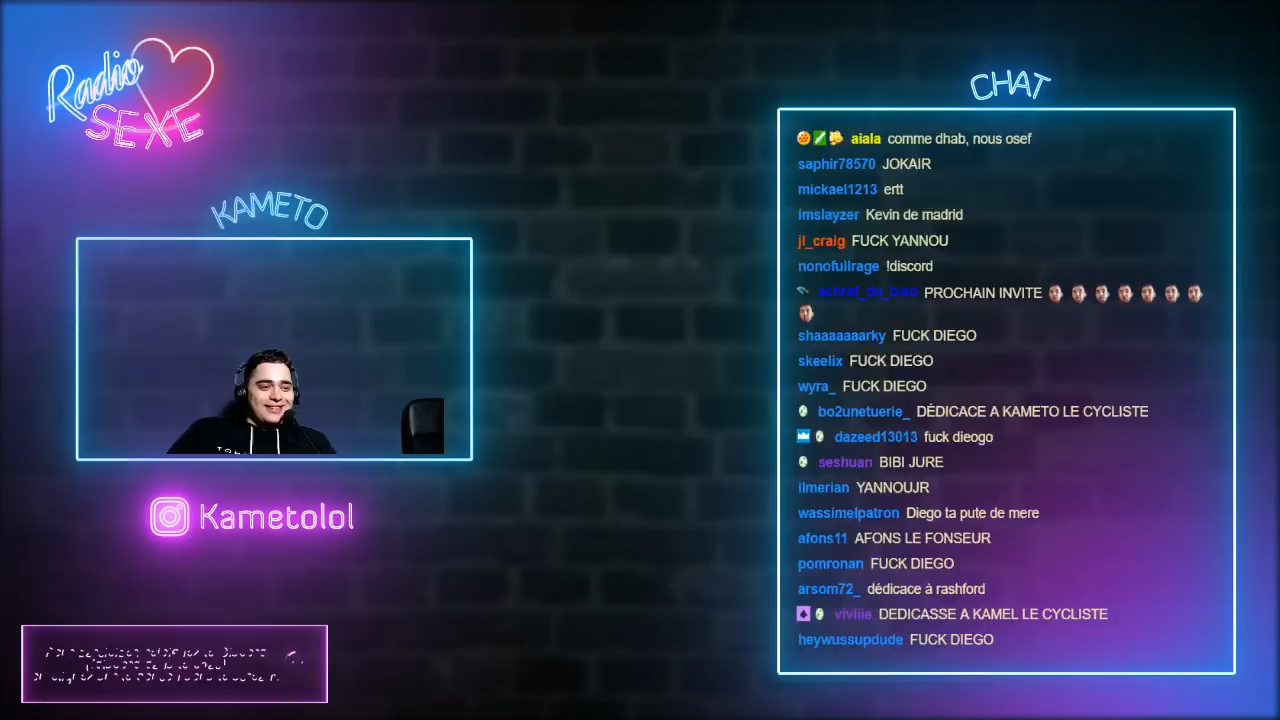 Radio
SEXE
KAMETO
Kametolol
CHAT
aiala comme dhab, nous osef
saphir78570 JOKAIR
mickael1213 ertt
imslayzer Kevin de madrid
jl_craig FUCK YANNOU
nonofullrage !discord
achraf_du_bien PROCHAIN INVITE
shaaaaaaarky FUCK DIEGO
skeelix FUCK DIEGO
wyra_ FUCK DIEGO
bo2unetuerie_ DÉDICACE A KAMETO LE CYCLISTE
dazeed13013 fuck dieogo
seshuan BIBI JURE
ilmerian YANNOUJR
wassimelpatron Diego ta pute de mere
afons11 AFONS LE FONSEUR
pomronan FUCK DIEGO
arsom72_ dédicace à rashford
viviiie DEDICASSE A KAMEL LE CYCLISTE
heywussupdude FUCK DIEGO